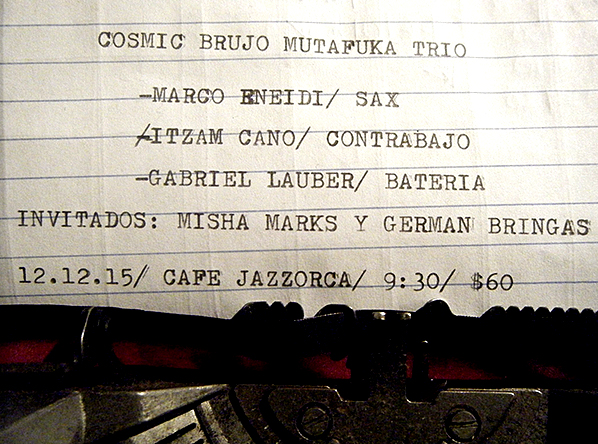 COSMIC BRUJO MUTAFUKA TRIO
-MARCO ENEIDI/ SAX
-ITZAM CANO/ CONTRABAJO
-GABRIEL LAUBER/ BATERIA
INVITADOS: MISHA MARKS Y GERMAN BRINGAS
12.12.15/ CAFE JAZZORCA/ 9:30/ $60